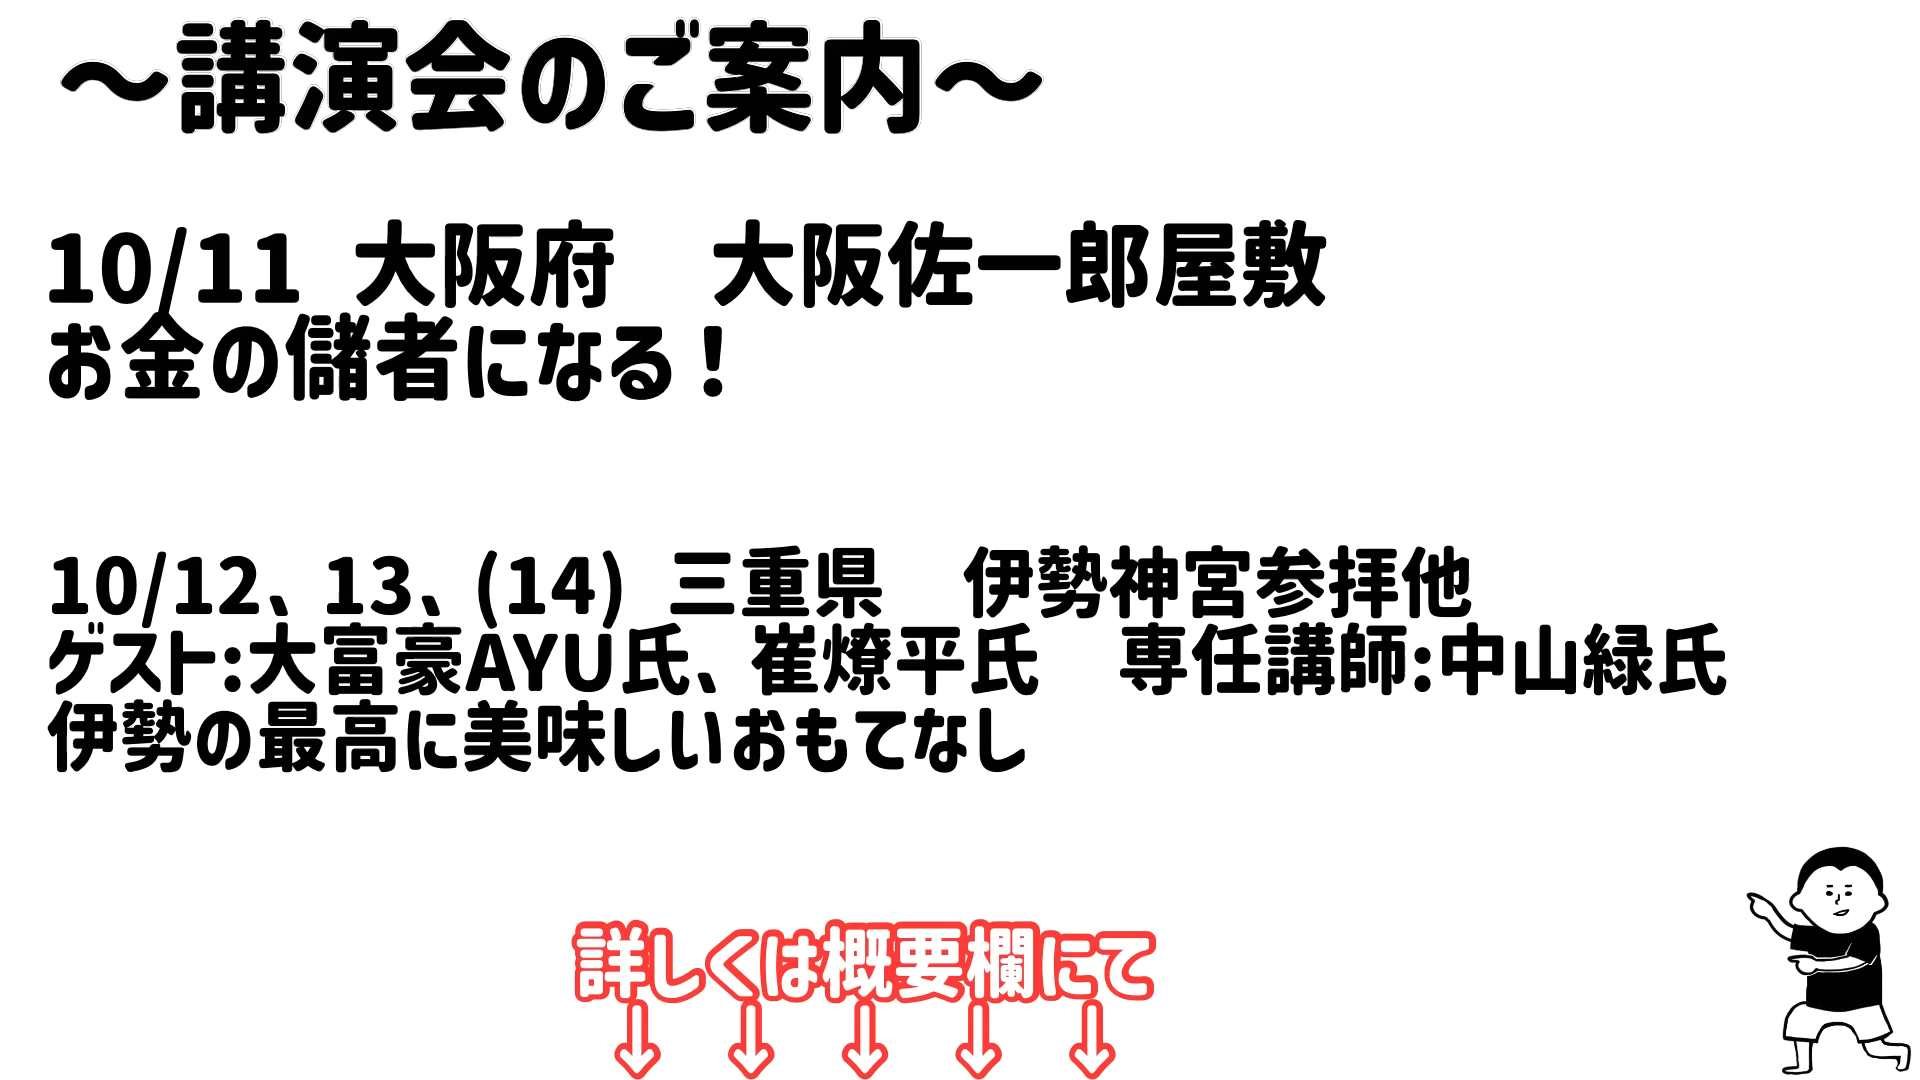 ～講演会のご案内～
10/11 大阪府　大阪佐一郎屋敷
お金の儲者になる！
10/12、13、(14) 三重県　伊勢神宮参拝他
ゲスト:大富豪AYU氏、崔燎平氏　専任講師:中山緑氏
伊勢の最高に美味しいおもてなし
詳しくは概要欄にて
↓ ↓ ↓ ↓ ↓